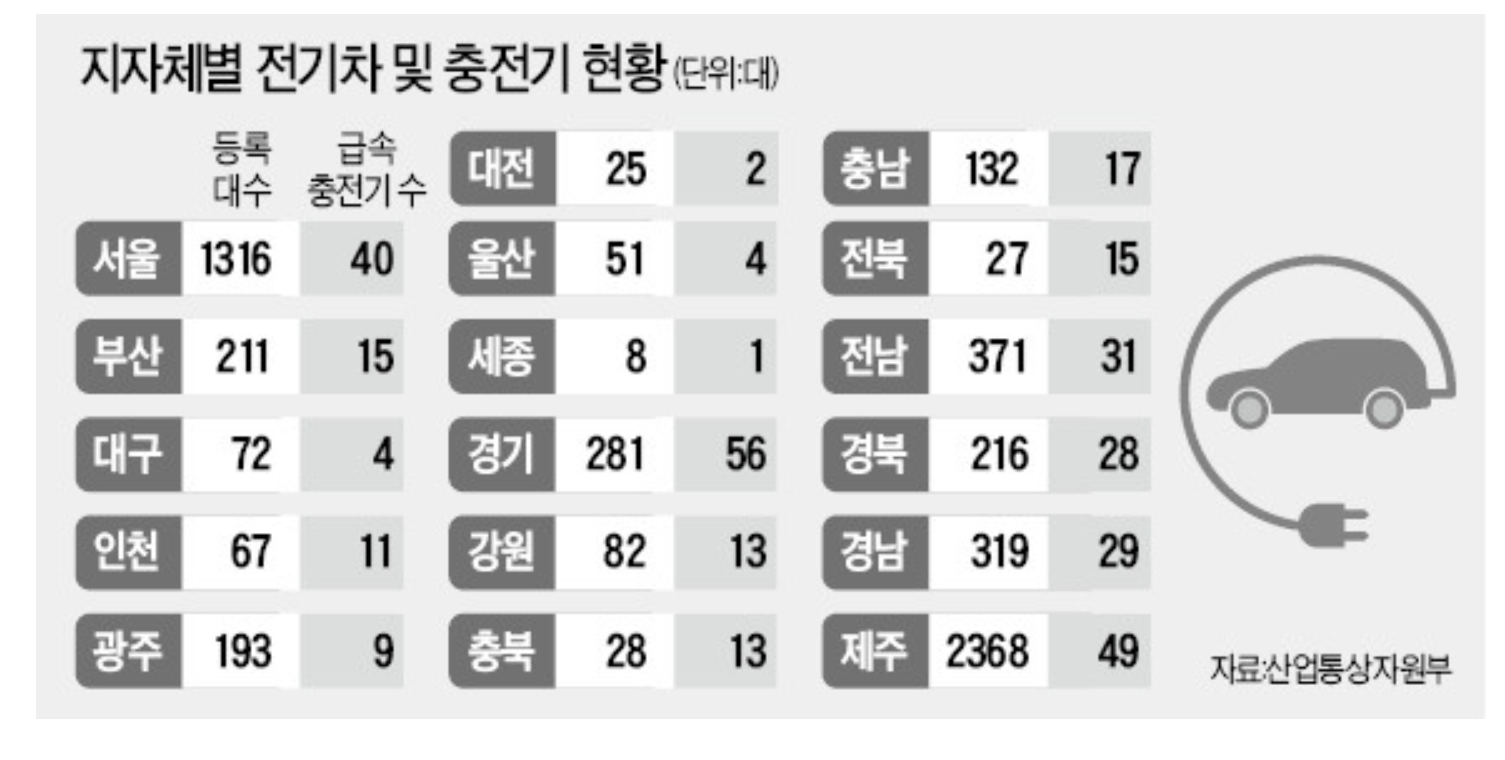 지자체별 전기차 및 충전기 현황 (단위:대)
등록 대수 급속 충전기 수
서울 1316 40
부산 211 15
대구 72 4
인천 67 11
광주 193 9
대전 25 2
울산 51 4
세종 8 1
경기 281 56
강원 82 13
충북 28 13
충남 132 17
전북 27 15
전남 371 31
경북 216 28
경남 319 29
제주 2368 49
자료:산업통상자원부